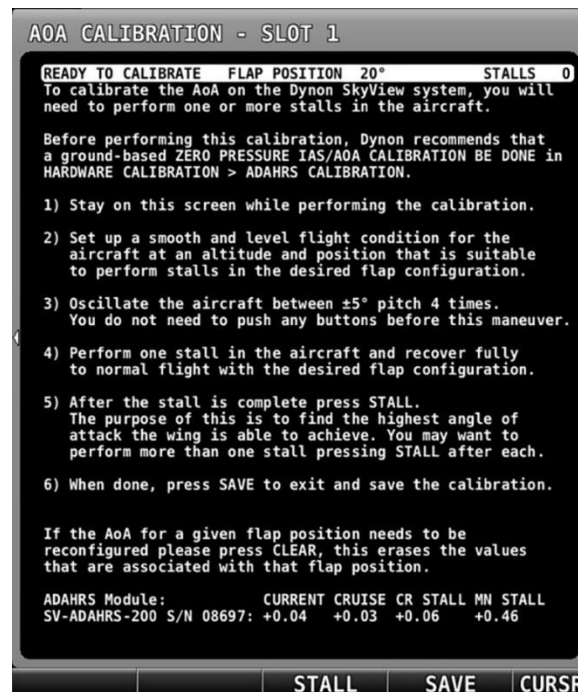 AOA CALIBRATION - SLOT 1
READY TO CALIBRATE FLAP POSITION 20° STALLS 0
To calibrate the AoA on the Dynon SkyView system, you will
need to perform one or more stalls in the aircraft.
Before performing this calibration, Dynon recommends that
a ground-based ZERO PRESSURE IAS/AOA CALIBRATION BE DONE in
HARDWARE CALIBRATION > ADAHRS CALIBRATION.
1) Stay on this screen while performing the calibration.
2) Set up a smooth and level flight condition for the
aircraft at an altitude and position that is suitable
to perform stalls in the desired flap configuration.
3) Oscillate the aircraft between ±5° pitch 4 times.
You do not need to push any buttons before this maneuver.
4) Perform one stall in the aircraft and recover fully
to normal flight with the desired flap configuration.
5) After the stall is complete press STALL.
The purpose of this is to find the highest angle of
attack the wing is able to achieve. You may want to
perform more than one stall pressing STALL after each.
6) When done, press SAVE to exit and save the calibration.
If the AoA for a given flap position needs to be
reconfigured please press CLEAR, this erases the values
that are associated with that flap position.
ADAHRS Module: CURRENT CRUISE CR STALL MN STALL
SV-ADAHRS-200 S/N 08697: +0.04 +0.03 +0.06 +0.46
STALL SAVE CURSE